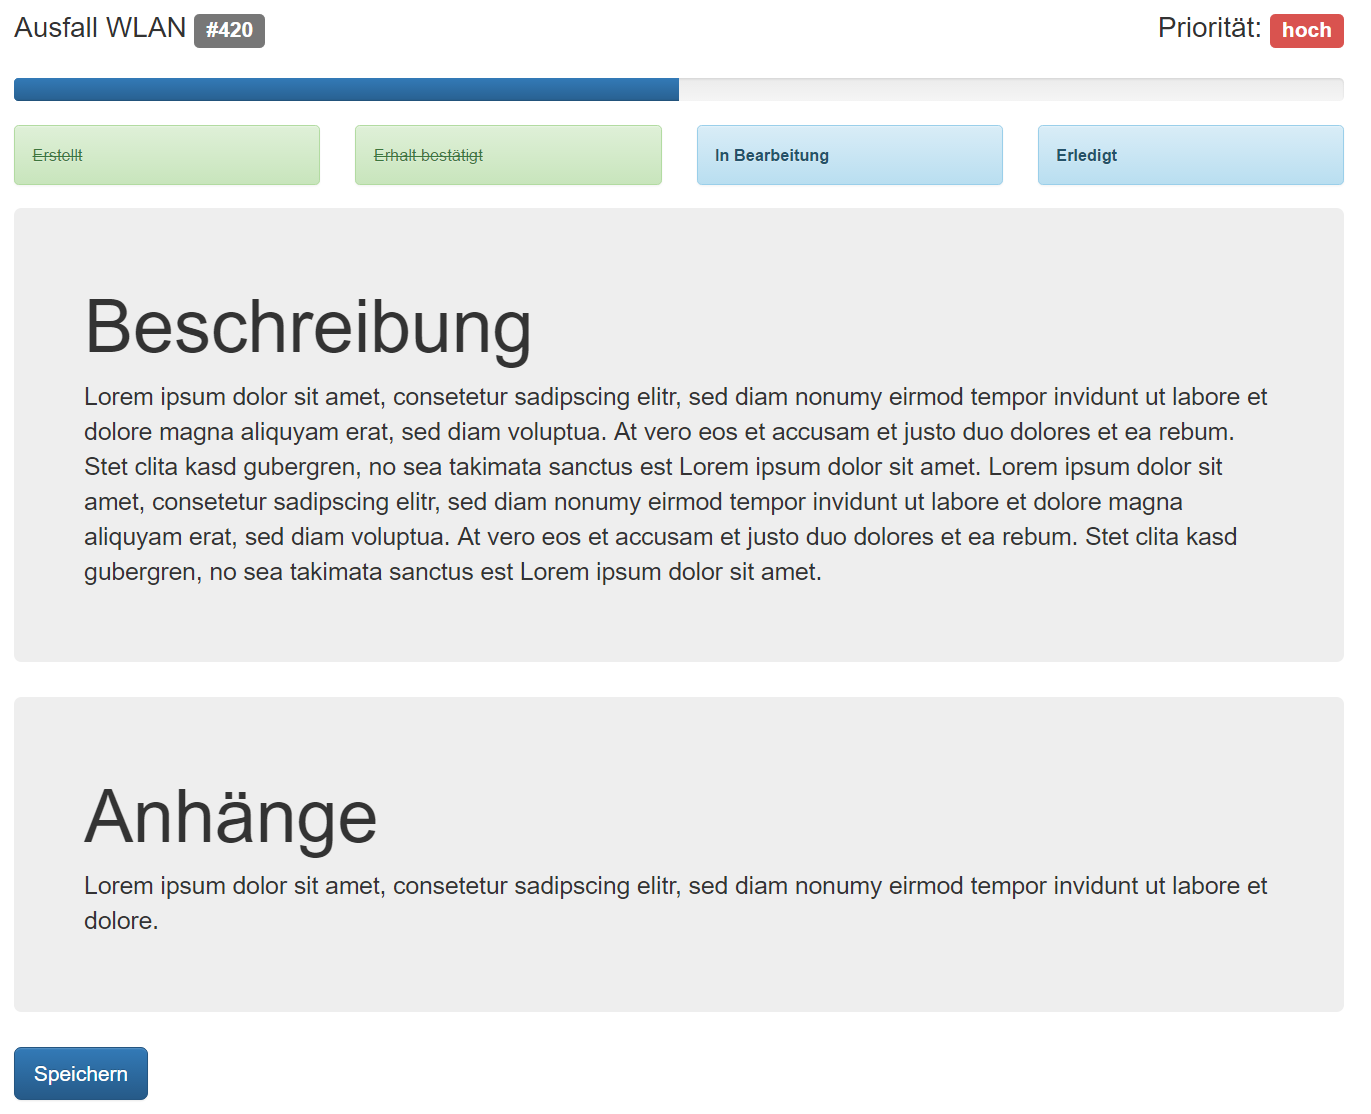 Ausfall WLAN #420 Priorität: hoch
Erstellt Erhalt bestätigt In Bearbeitung Erledigt
Beschreibung
Lorem ipsum dolor sit amet, consetetur sadipscing elitr, sed diam nonumy eirmod tempor invidunt ut labore et
dolore magna aliquyam erat, sed diam voluptua. At vero eos et accusam et justo duo dolores et ea rebum.
Stet clita kasd gubergren, no sea takimata sanctus est Lorem ipsum dolor sit amet. Lorem ipsum dolor sit
amet, consetetur sadipscing elitr, sed diam nonumy eirmod tempor invidunt ut labore et dolore magna
aliquyam erat, sed diam voluptua. At vero eos et accusam et justo duo dolores et ea rebum. Stet clita kasd
gubergren, no sea takimata sanctus est Lorem ipsum dolor sit amet.
Anhänge
Lorem ipsum dolor sit amet, consetetur sadipscing elitr, sed diam nonumy eirmod tempor invidunt ut labore et
dolore.
Speichern